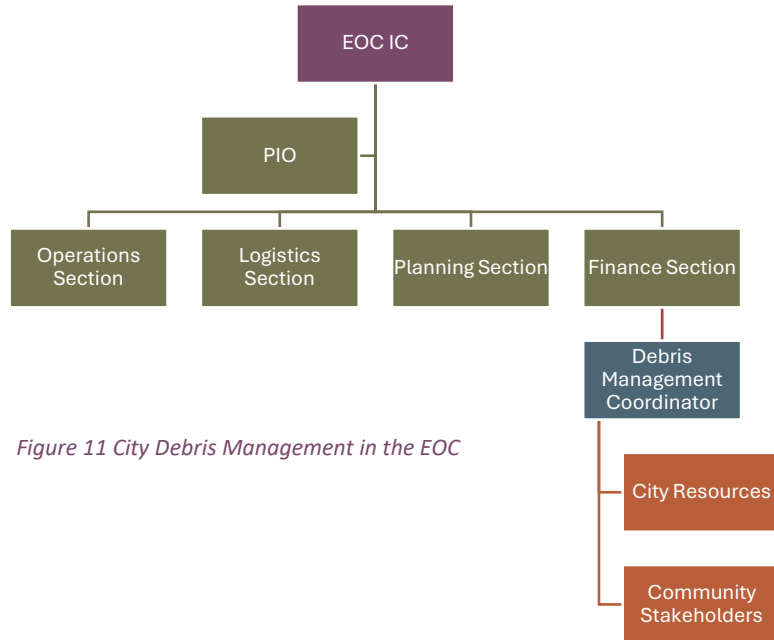 EOC IC
PIO
Operations
Section
Logistics
Section
Planning Section
Finance Section
Debris
Management
Coordinator
Figure 11 City Debris Management in the EOC
City Resources
Community
Stakeholders